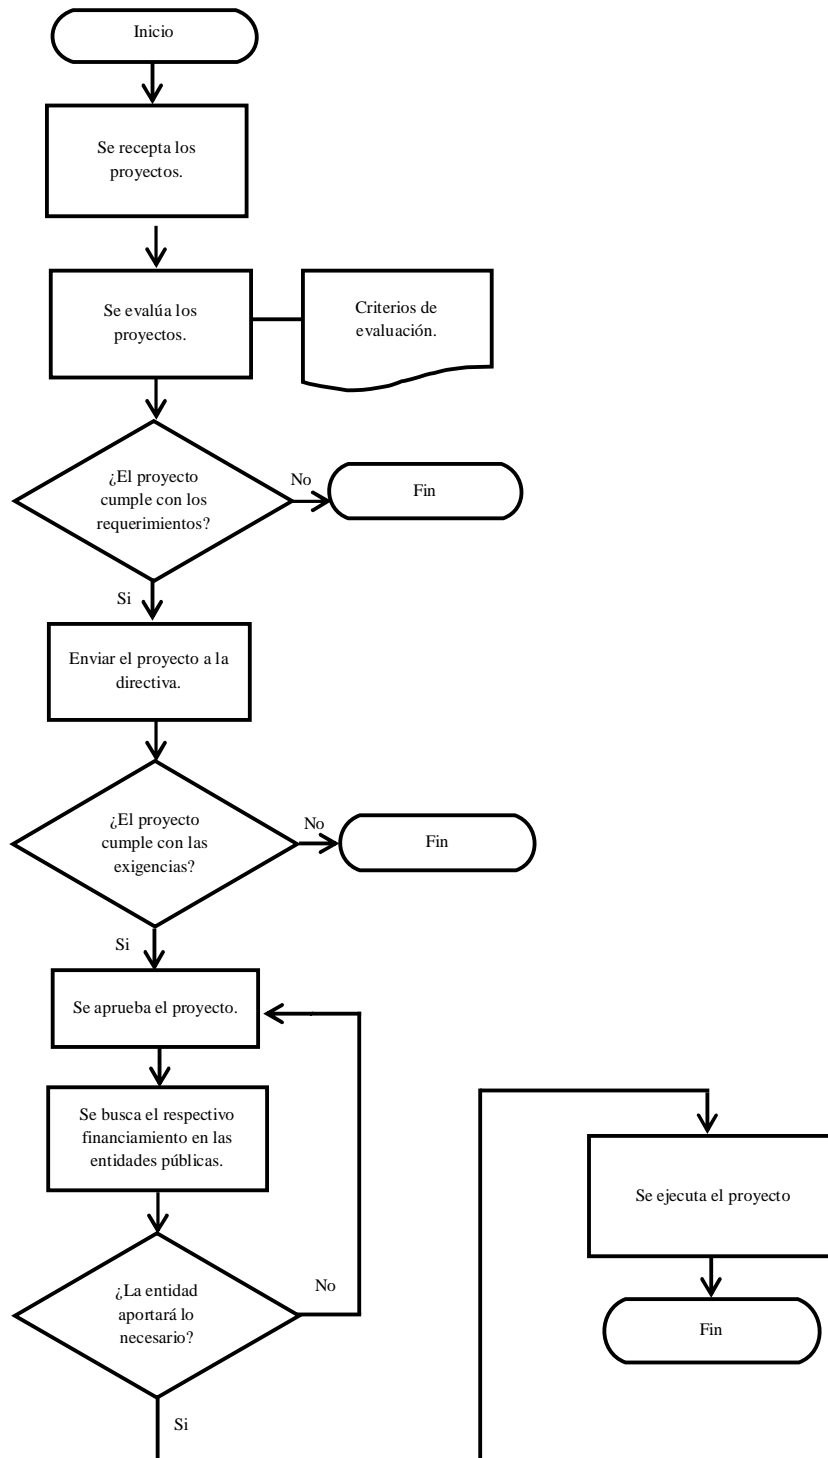 Inicio
Se recepta los
proyectos.
Se evalúa los
proyectos.
Criterios de
evaluación.
¿El proyecto
cumple con los
requerimientos?
No
Fin
Si
Enviar el proyecto a la
directiva.
¿El proyecto
cumple con las
exigencias?
No
Fin
Si
Se aprueba el proyecto.
Se busca el respectivo
financiamiento en las
entidades públicas.
¿La entidad
aportará lo
necesario?
No
Si
Se ejecuta el proyecto
Fin